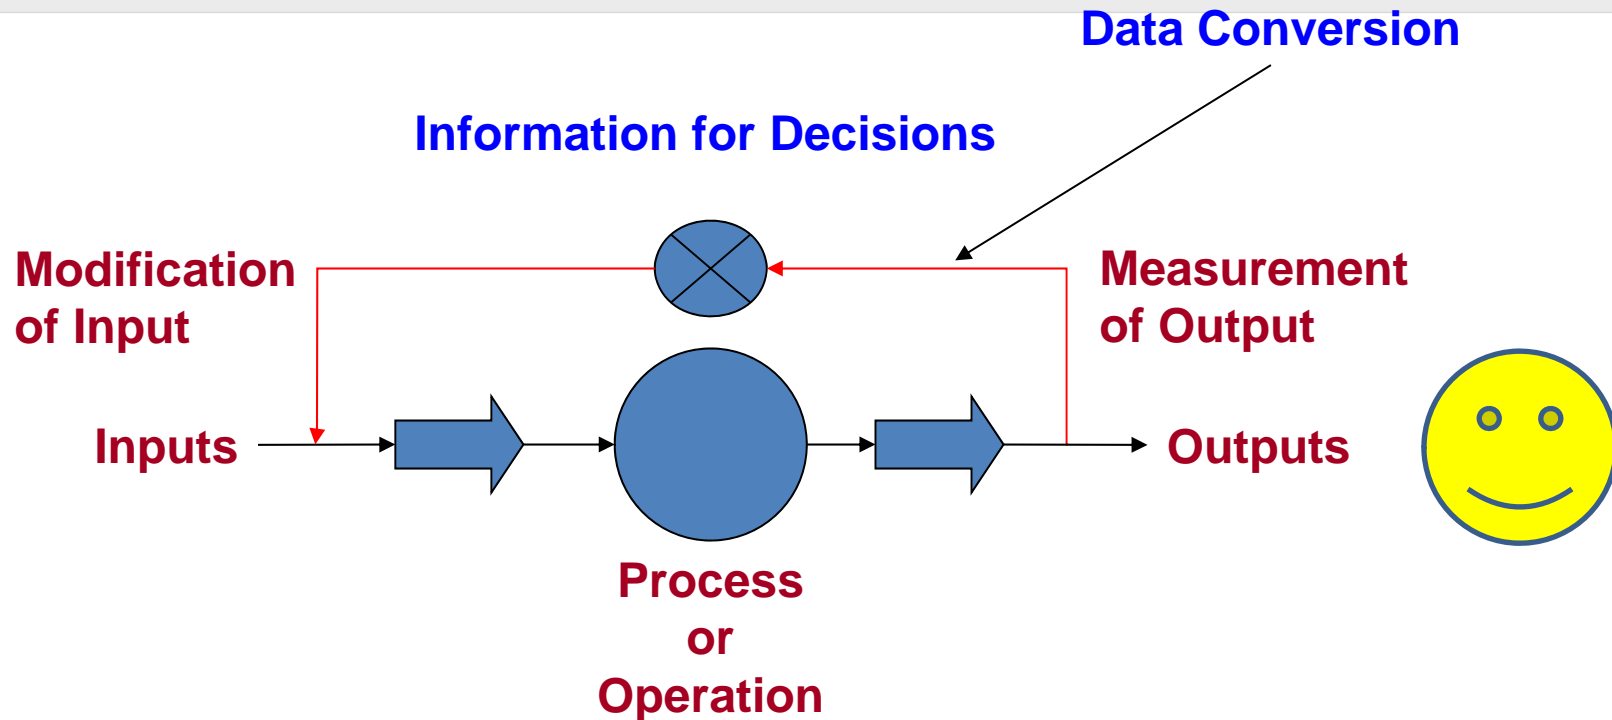 Data Conversion
Information for Decisions
Modification
of Input
Measurement
of Output
Inputs
Outputs
Process
or
Operation